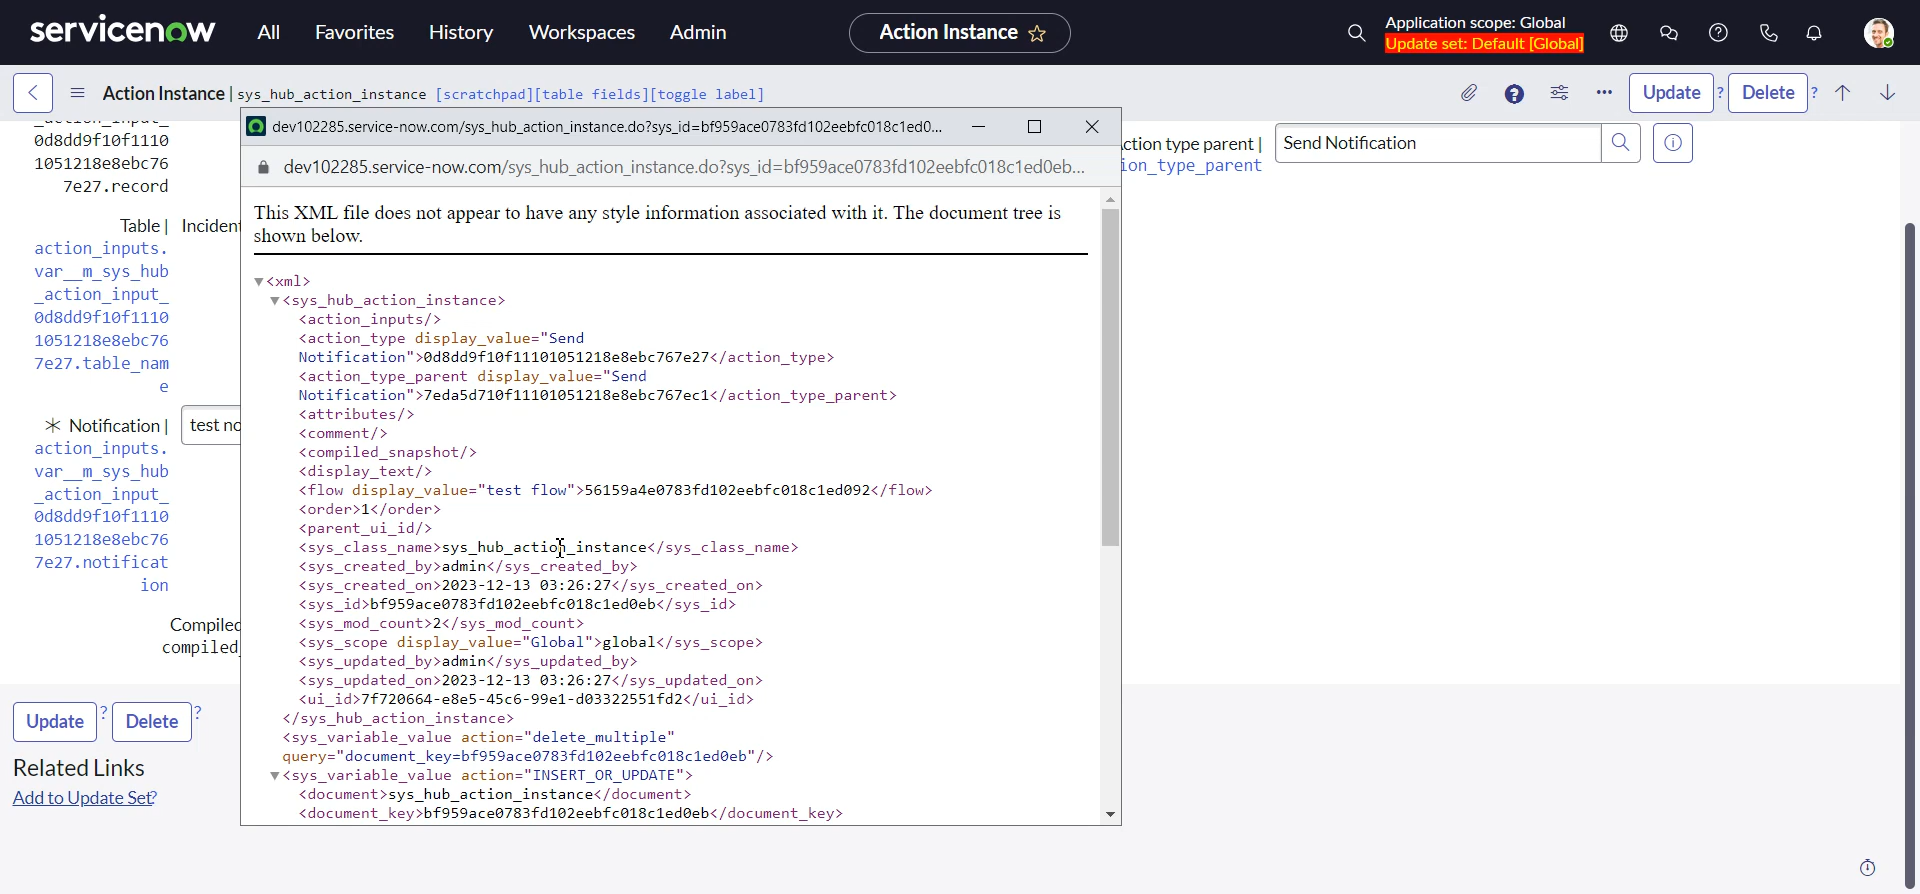 servicenow
All
Favorites
History
Workspaces
Admin
Action Instance
Application scope: Global
Update set: Default [Global]
Action Instance | sys_hub_action_instance [scratchpad][table fields][toggle label]
Update ?
Delete ?
0d8dd9f10f1110
1051218e8ebc76
7e27.record
Table | Incident
action_inputs.
var__m_sys_hub
_action_input_
0d8dd9f10f1110
1051218e8ebc76
7e27.table_nam
e
Notification | test no
action_inputs.
var__m_sys_hub
_action_input_
0d8dd9f10f1110
1051218e8ebc76
7e27.notificat
ion
Compiled
compiled_
Update ?
Delete ?
Related Links
Add to Update Set?
dev102285.service-now.com/sys_hub_action_instance.do?sys_id=bf959ace0783fd102eebfc018c1ed0...
dev102285.service-now.com/sys_hub_action_instance.do?sys_id=bf959ace0783fd102eebfc018c1ed0eb...
This XML file does not appear to have any style information associated with it. The document tree is
shown below.
▼<xml>
▼<sys_hub_action_instance>
<action_inputs/>
<action_type display_value="Send
Notification">0d8dd9f10f11101051218e8ebc767e27</action_type>
<action_type_parent display_value="Send
Notification">7eda5d710f11101051218e8ebc767ec1</action_type_parent>
<attributes/>
<comment/>
<compiled_snapshot/>
<display_text/>
<flow display_value="test flow">56159a4e0783fd102eebfc018c1ed092</flow>
<order>1</order>
<parent_ui_id/>
<sys_class_name>sys_hub_action_instance</sys_class_name>
<sys_created_by>admin</sys_created_by>
<sys_created_on>2023-12-13 03:26:27</sys_created_on>
<sys_id>bf959ace0783fd102eebfc018c1ed0eb</sys_id>
<sys_mod_count>2</sys_mod_count>
<sys_scope display_value="Global">global</sys_scope>
<sys_updated_by>admin</sys_updated_by>
<sys_updated_on>2023-12-13 03:26:27</sys_updated_on>
<ui_id>7f720664-e8e5-45c6-99e1-d03322551fd2</ui_id>
</sys_hub_action_instance>
<sys_variable_value action="delete_multiple"
query="document_key=bf959ace0783fd102eebfc018c1ed0eb"/>
▼<sys_variable_value action="INSERT_OR_UPDATE">
<document>sys_hub_action_instance</document>
<document_key>bf959ace0783fd102eebfc018c1ed0eb</document_key>
ction type parent | Send Notification
ion_type_parent